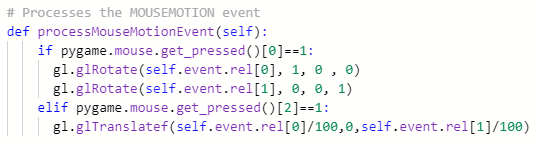 # Processes the MOUSEMOTION event
def processMouseMotionEvent(self):
    if pygame.mouse.get_pressed()[0]==1:
      gl.glRotate(self.event.rel[0], 1, 0 , 0)
      gl.glRotate(self.event.rel[1], 0, 0, 1)
    elif pygame.mouse.get_pressed()[2]==1:
      gl.glTranslatef(self.event.rel[0]/100,0,self.event.rel[1]/100)